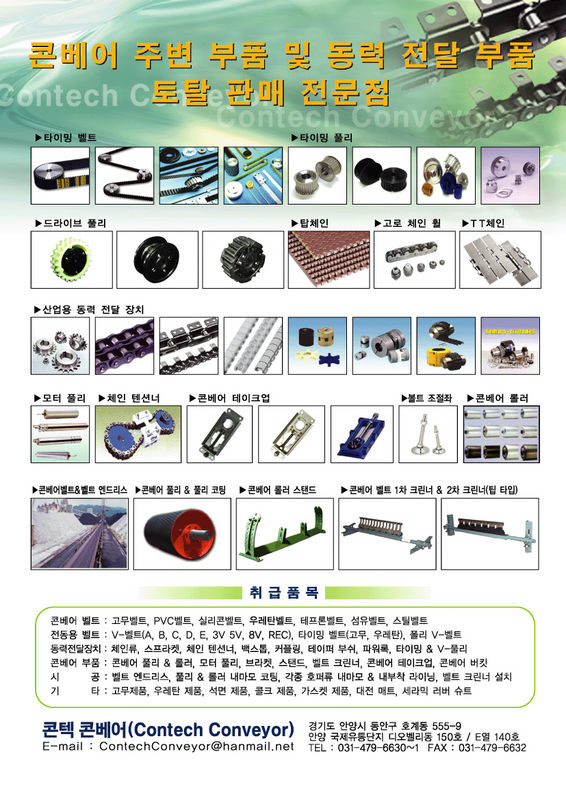 콘베어 주변 부품 및 동력 전달 부품
토탈 판매 전문점
Contech Conveyor
Contech Conveyor
▶타이밍 벨트
▶타이밍 풀리
▶드라이브 풀리
▶탑체인
▶고로 체인 휠
▶TT체인
▶산업용 동력 전달 장치
▶모터 풀리
▶체인 텐셔너
▶콘베어 테이크업
▶볼트 조절좌
▶콘베어 롤러
▶콘베어벨트&벨트 엔드리스
▶콘베어 풀리 & 풀리 코팅
▶콘베어 롤러 스탠드
▶콘베어 벨트 1차 크린너 & 2차 크린너(팁 타입)
취급품목
콘베어 벨트 : 고무벨트, PVC벨트, 실리콘벨트, 우레탄벨트, 테프론벨트, 섬유벨트, 스틸벨트
전동용 벨트 : V-벨트(A, B, C, D, E, 3V 5V, 8V, REC), 타이밍 벨트(고무, 우레탄), 폴리 V-벨트
동력전달장치 : 체인류, 스프라켓, 체인 텐셔너, 백스톱, 커플링, 테이퍼 부쉬, 파워록, 타이밍 & V-풀리
콘베어 부품 : 콘베어 풀리 & 롤러, 모터 풀리, 브라켓, 스탠드, 벨트 크린너, 콘베어 테이크업, 콘베어 버킷
시 공 : 벨트 엔드리스, 풀리 & 롤러 내마모 코팅, 각종 호퍼류 내마모 & 내부착 라이닝, 벨트 크린너 설치
기 타 : 고무제품, 우레탄 제품, 석면 제품, 콜크 제품, 가스켓 제품, 대전 매트, 세라믹 러버 슈트
콘텍 콘베어(Contech Conveyor)
E-mail : ContechConveyor@hanmail.net
경기도 안양시 동안구 호계동 555-9
안양 국제유통단지 디오벨리동 150호 / E열 140호
TEL : 031-479-6630~1 FAX : 031-479-6632